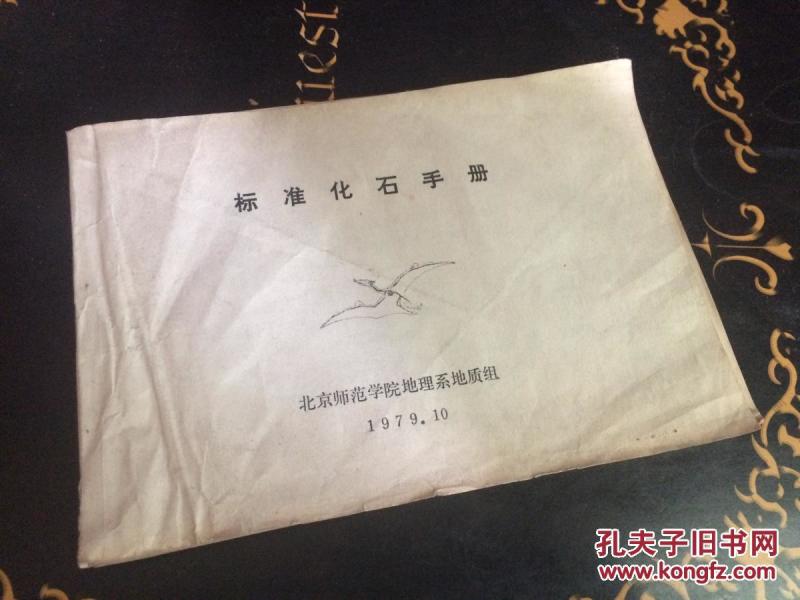 uest
标准化石手册
北京师范学院地理系地质组
1979.10
孔夫子旧书网
www.kongfz.com